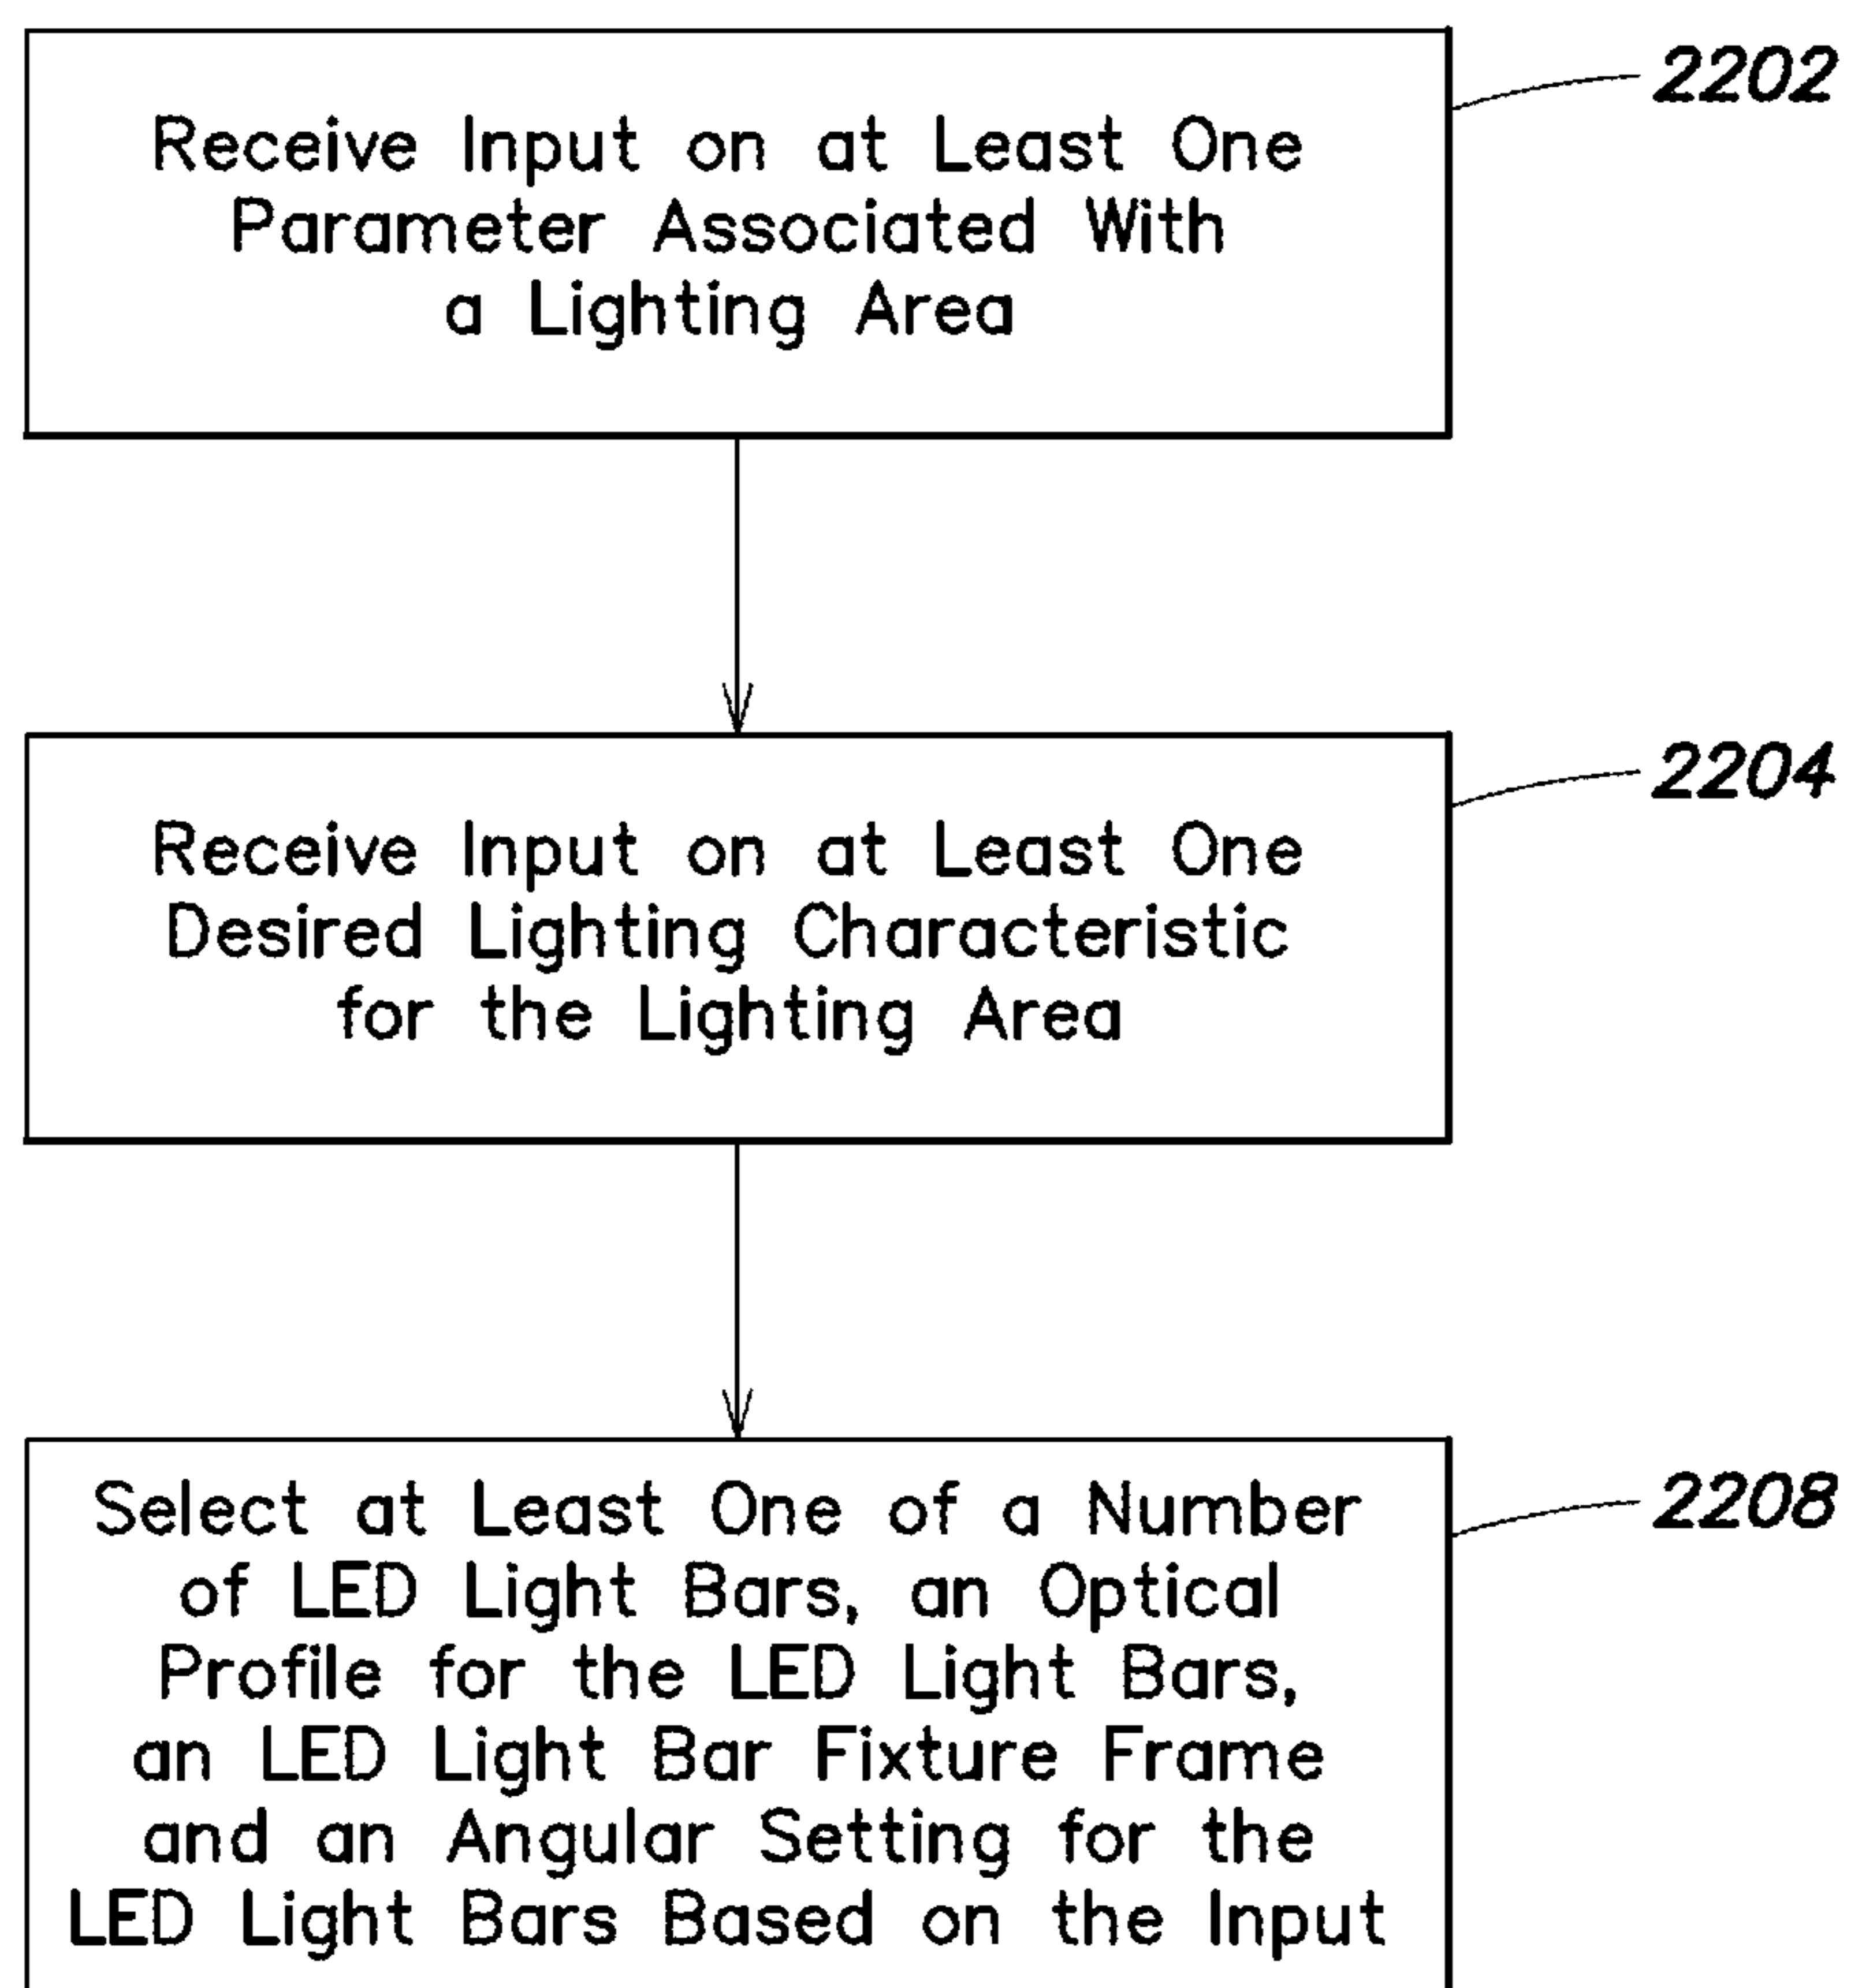 Receive Input on at Least One
Parameter Associated With
a Lighting Area
2202
Receive Input on at Least One
Desired Lighting Characteristic
for the Lighting Area
2204
Select at Least One of a Number
of LED Light Bars, an Optical
Profile for the LED Light Bars,
an LED Light Bar Fixture Frame
and an Angular Setting for the
LED Light Bars Based on the Input
2208